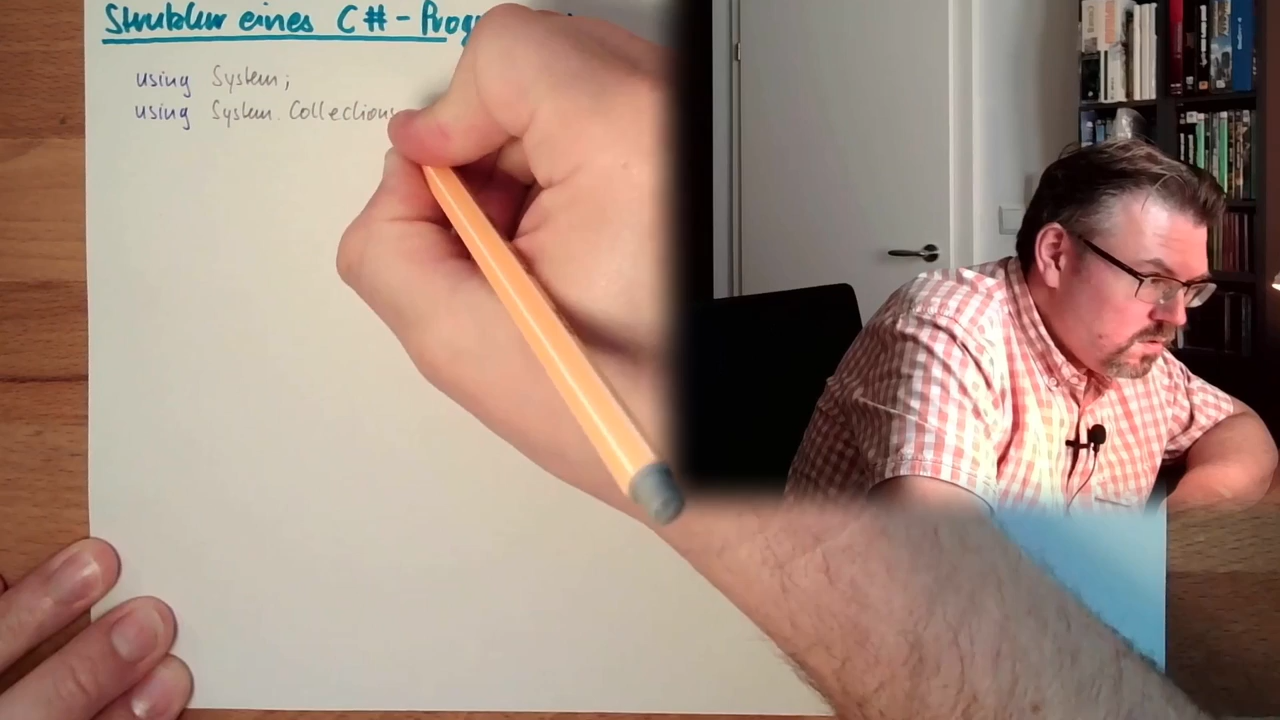 Struktur eines C# - Prog
using System;
using System.Collections